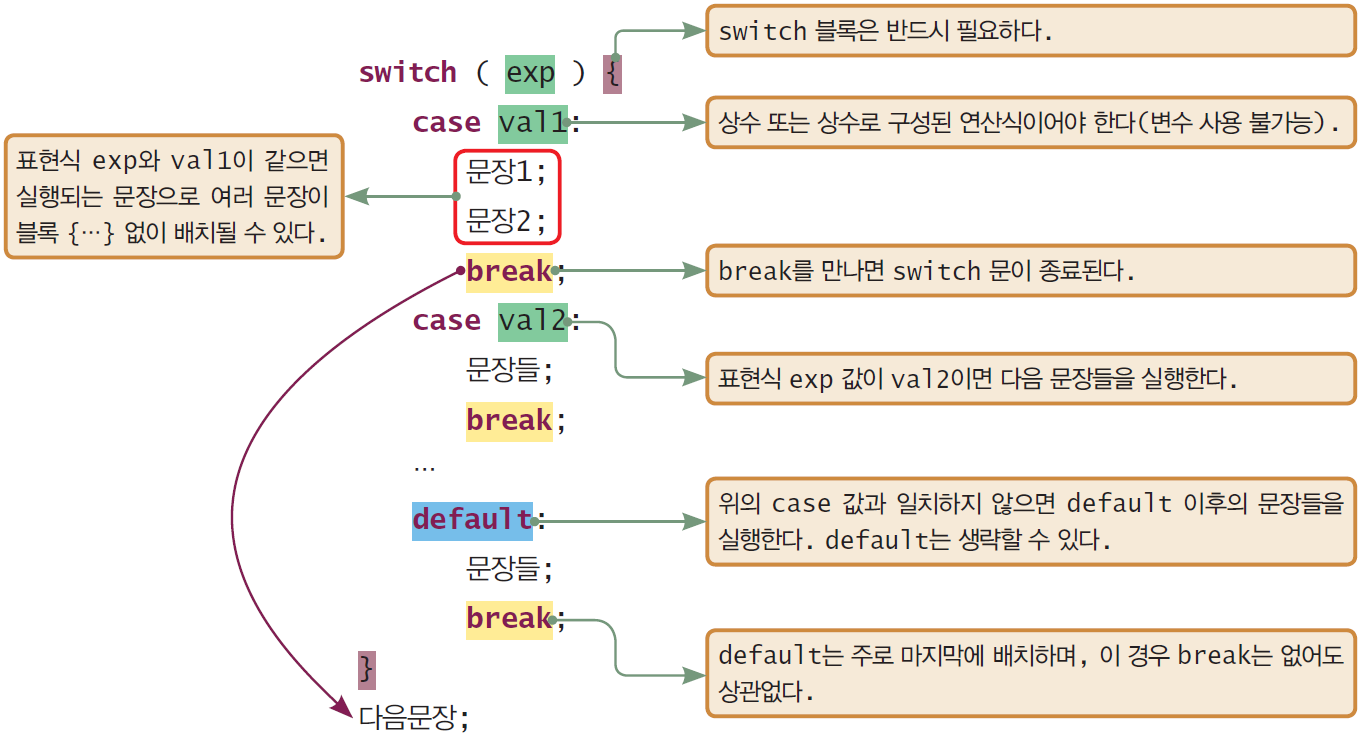 switch 블록은 반드시 필요하다.
switch ( exp ) {
case val1:
상수 또는 상수로 구성된 연산식이어야 한다(변수 사용 불가능).
표현식 exp와 val1이 같으면
실행되는 문장으로 여러 문장이
블록 {…} 없이 배치될 수 있다.
문장1;
문장2;
break;
break를 만나면 switch 문이 종료된다.
case val2:
문장들;
표현식 exp 값이 val2이면 다음 문장들을 실행한다.
break;
…
default:
위의 case 값과 일치하지 않으면 default 이후의 문장들을
실행한다. default는 생략할 수 있다.
문장들;
break;
default는 주로 마지막에 배치하며, 이 경우 break는 없어도
상관없다.
}
다음문장;